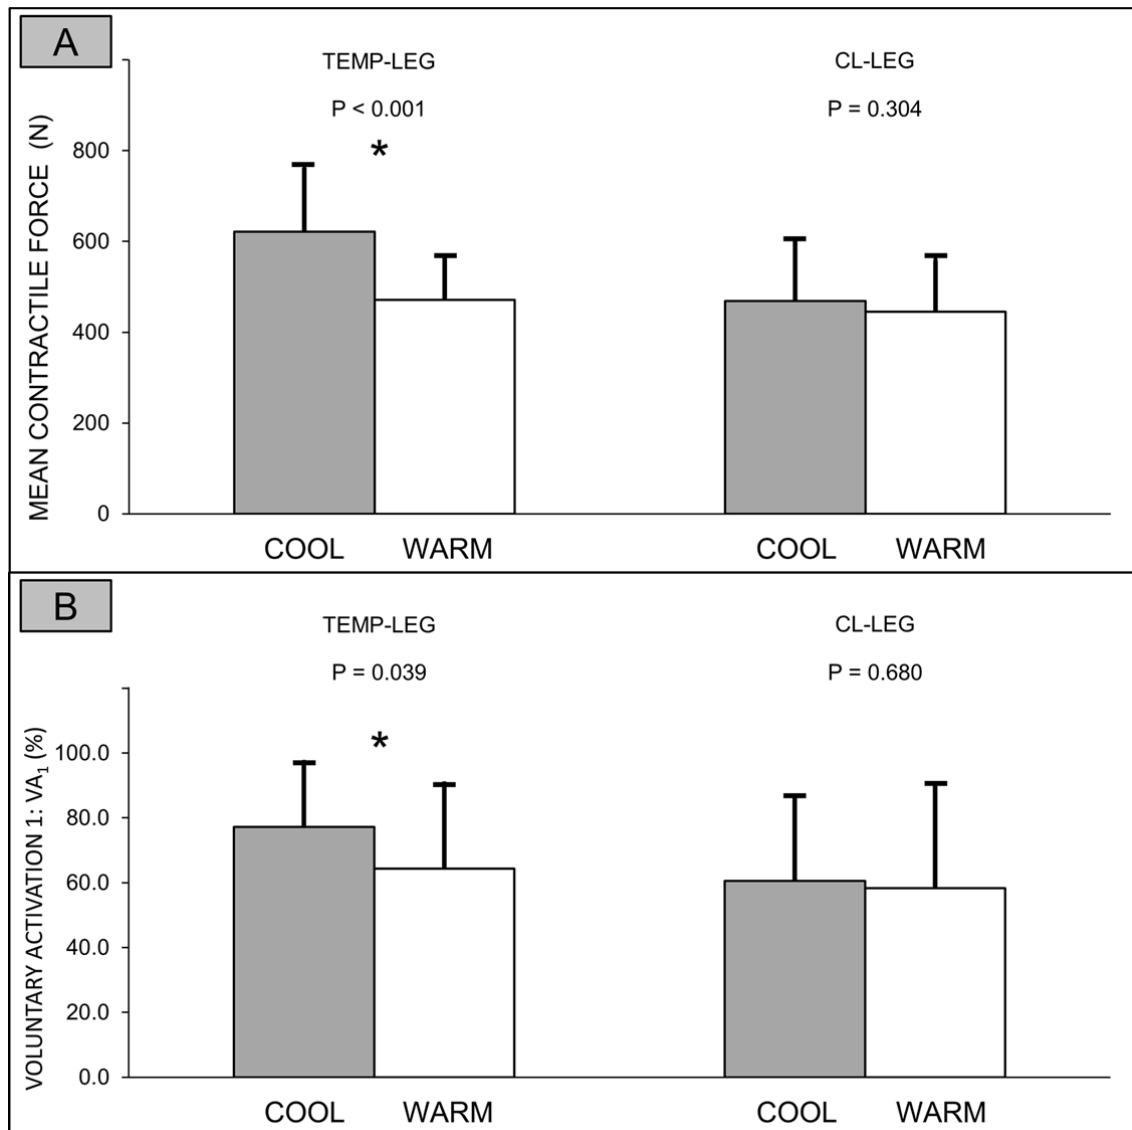 A
TEMP-LEG
CL-LEG
P < 0.001
P = 0.304
*
MEAN CONTRACTILE FORCE (N)
800
600
400
200
0
COOL WARM
COOL WARM
B
TEMP-LEG
CL-LEG
P = 0.039
P = 0.680
*
VOLUNTARY ACTIVATION 1: VA₁ (%)
100.0
80.0
60.0
40.0
20.0
0.0
COOL WARM
COOL WARM